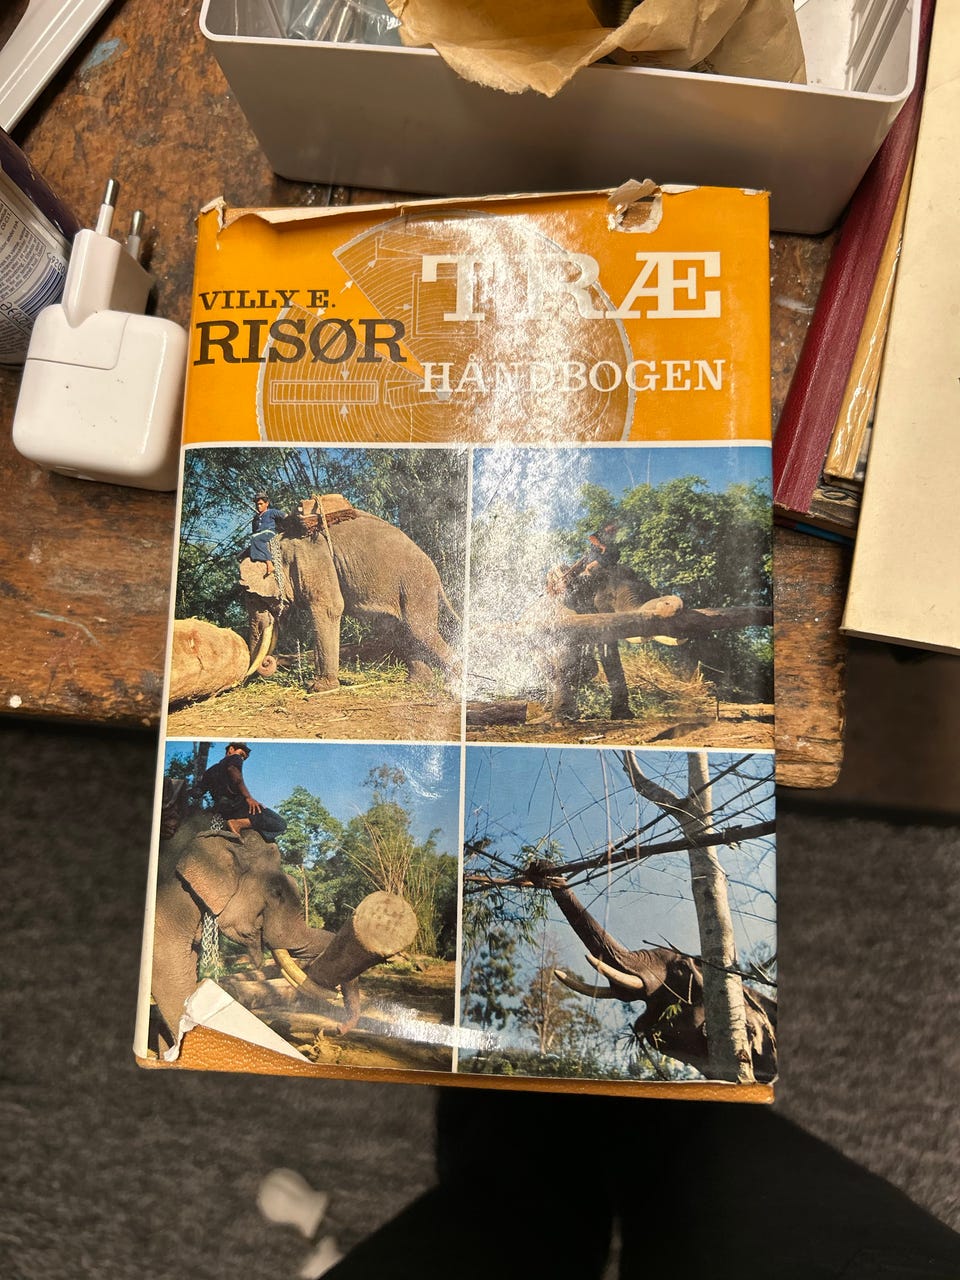 VILLY E.
RISØR
TRÆ
HÅNDBOGEN